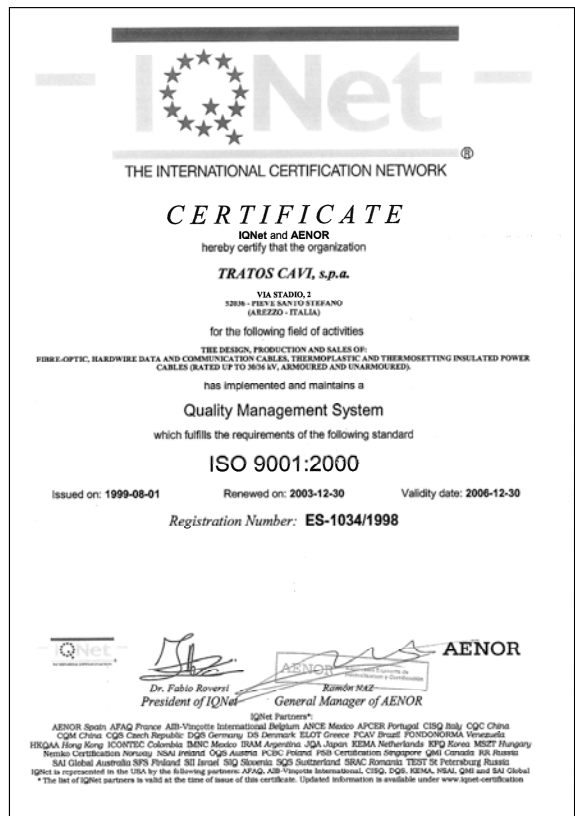 IQNet
®
THE INTERNATIONAL CERTIFICATION NETWORK
CERTIFICATE
IQNet and AENOR
hereby certify that the organization
TRATOS CAVI, s.p.a.
VIA STADIO, 2
52036 - PIEVE SANTO STEFANO
(AREZZO - ITALIA)
for the following field of activities
THE DESIGN, PRODUCTION AND SALES OF:
FIBRE-OPTIC, HARDWIRE DATA AND COMMUNICATION CABLES, THERMOPLASTIC AND THERMOSETTING INSULATED POWER
CABLES (RATED UP TO 30/36 kV, ARMOURED AND UNARMOURED).
has implemented and maintains a
Quality Management System
which fulfills the requirements of the following standard
ISO 9001:2000
Issued on: 1999-08-01 Renewed on: 2003-12-30 Validity date: 2006-12-30
Registration Number: ES-1034/1998
IQNet
AENOR
AENOR Asociación Española de
Normalización y Certificación
Dr. Fabio Roversi Ramón NAZ
President of IQNet General Manager of AENOR
IQNet Partners*:
AENOR Spain AFAQ France AIB-Vinçotte International Belgium ANCE Mexico APCER Portugal CISQ Italy CQC China
CQM China CQS Czech Republic DQS Germany DS Denmark ELOT Greece FCAV Brazil FONDONORMA Venezuela
HKQAA Hong Kong ICONTEC Colombia IMNC Mexico IRAM Argentina JQA Japan KEMA Netherlands KFQ Korea MSZT Hungary
Nemko Certification Norway NSAI Ireland ÖQS Austria PCBC Poland PSB Certification Singapore QMI Canada RR Russia
SAI Global Australia SFS Finland SII Israel SIQ Slovenia SQS Switzerland SRAC Romania TEST St Petersburg Russia
IQNet is represented in the USA by the following partners: AFAQ, AIB-Vinçotte International, CISQ, DQS, KEMA, NSAI, QMI and SAI Global
* The list of IQNet partners is valid at the time of issue of this certificate. Updated information is available under www.iqnet-certification